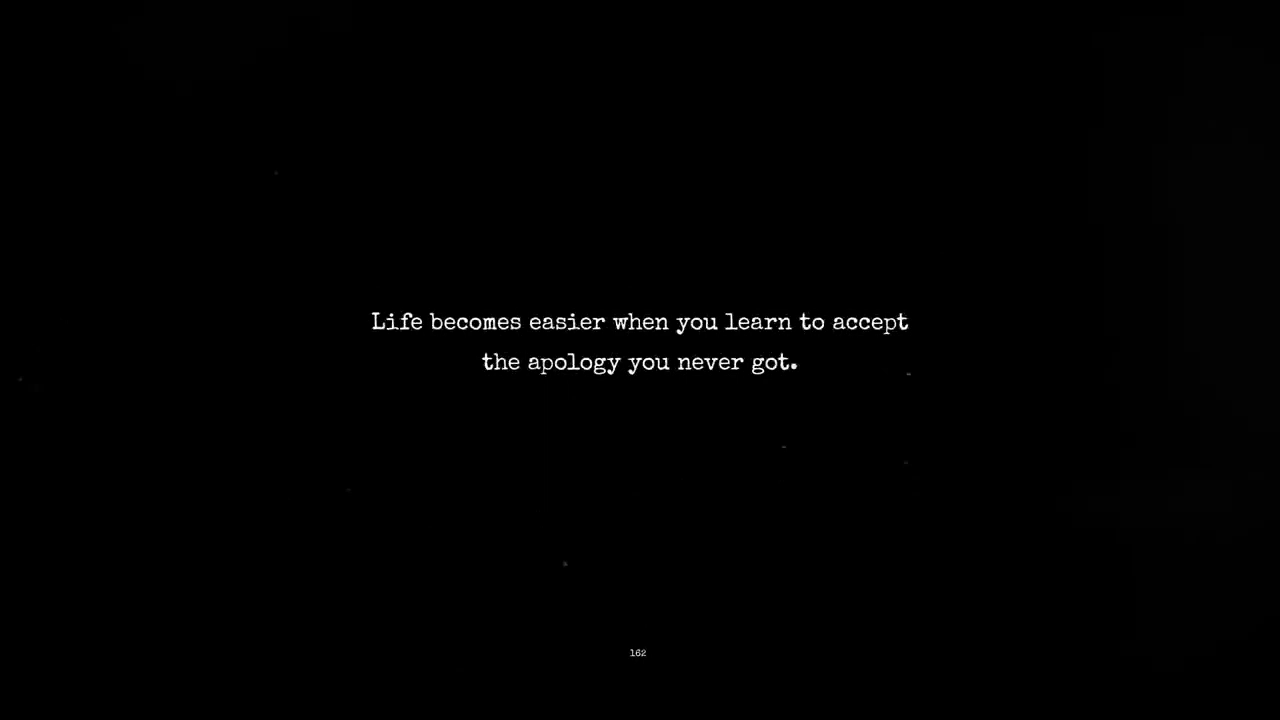 Life becomes easier when you learn to accept
the apology you never got.
162